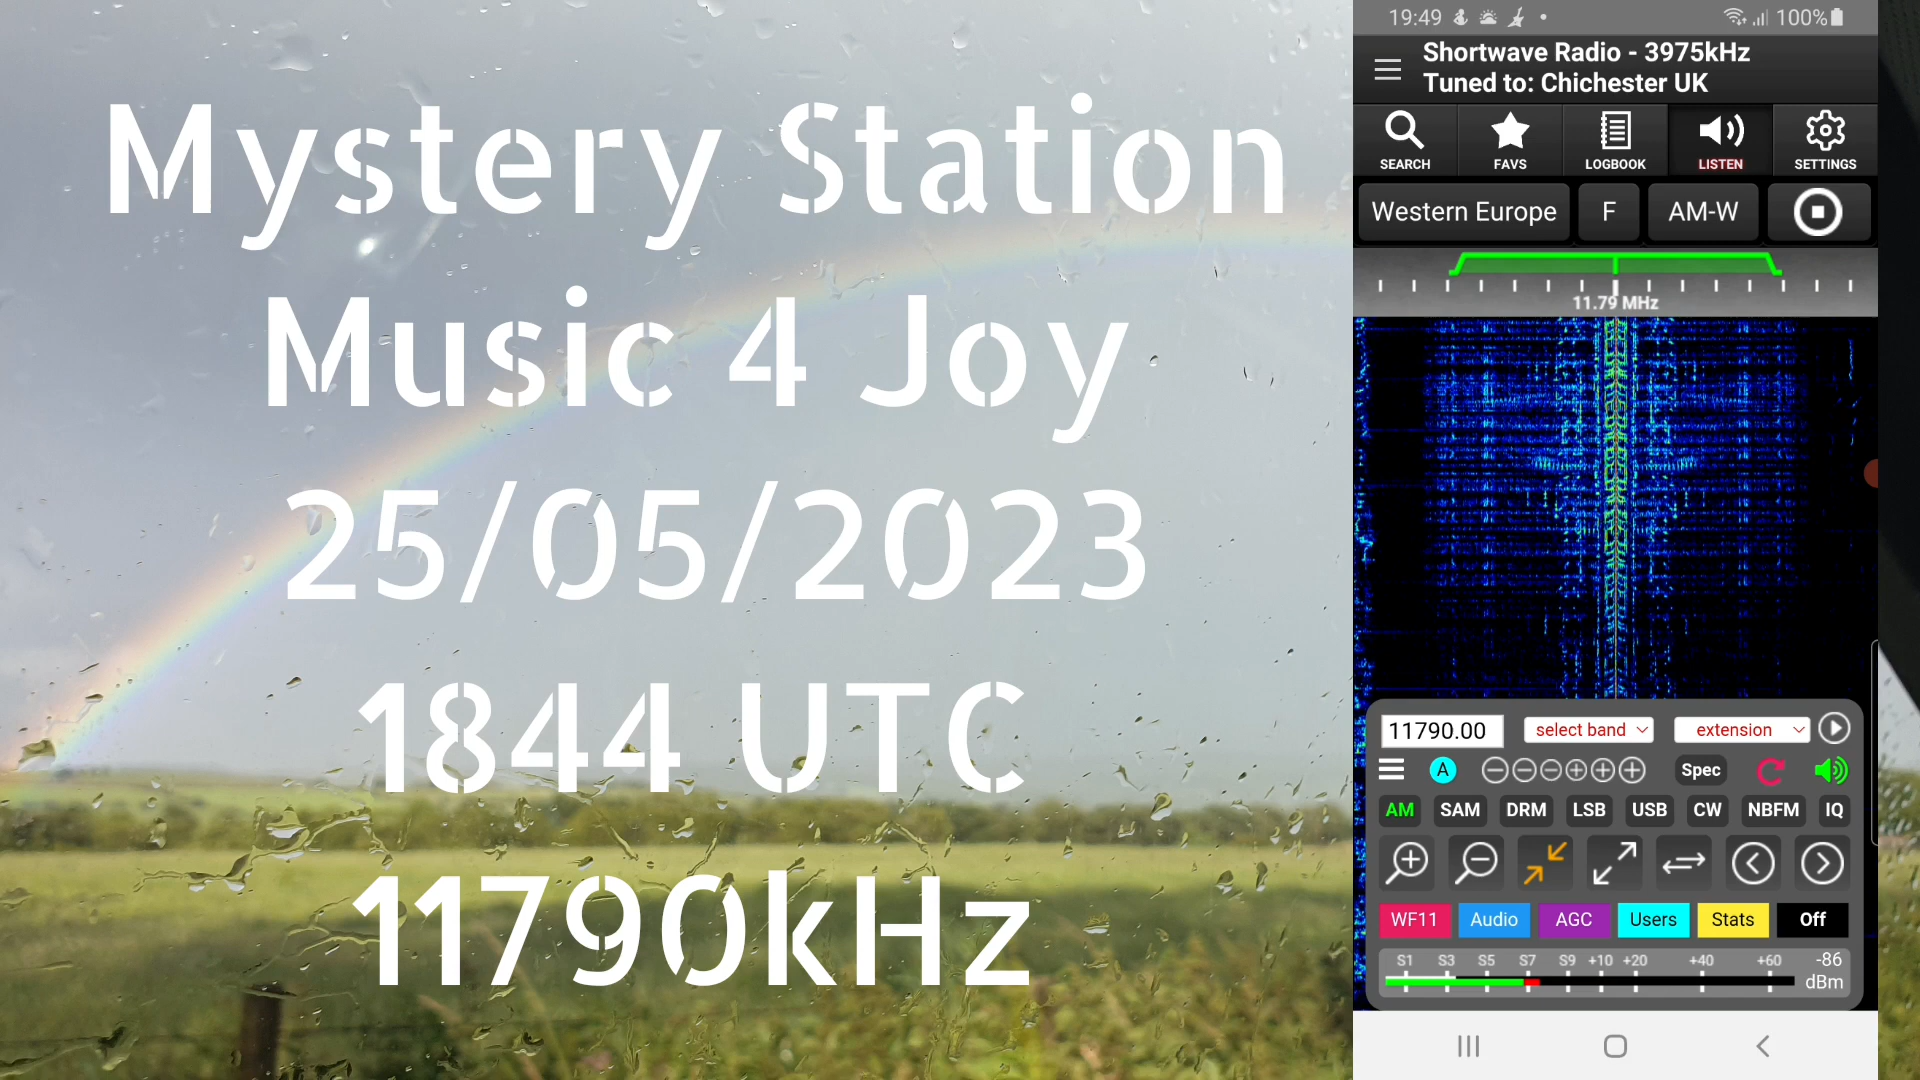 Mystery Station
Music 4 Joy
25/05/2023
1844 UTC
11790kHz
19:49
100%
Shortwave Radio - 3975kHz
Tuned to: Chichester UK
SEARCH FAVS LOGBOOK LISTEN SETTINGS
Western Europe F AM-W
11.79 MHz
11790.00 select band extension
A Spec
AM SAM DRM LSB USB CW NBFM IQ
WF11 Audio AGC Users Stats Off
S1 S3 S5 S7 S9 +10 +20 +40 +60 -86
dBm